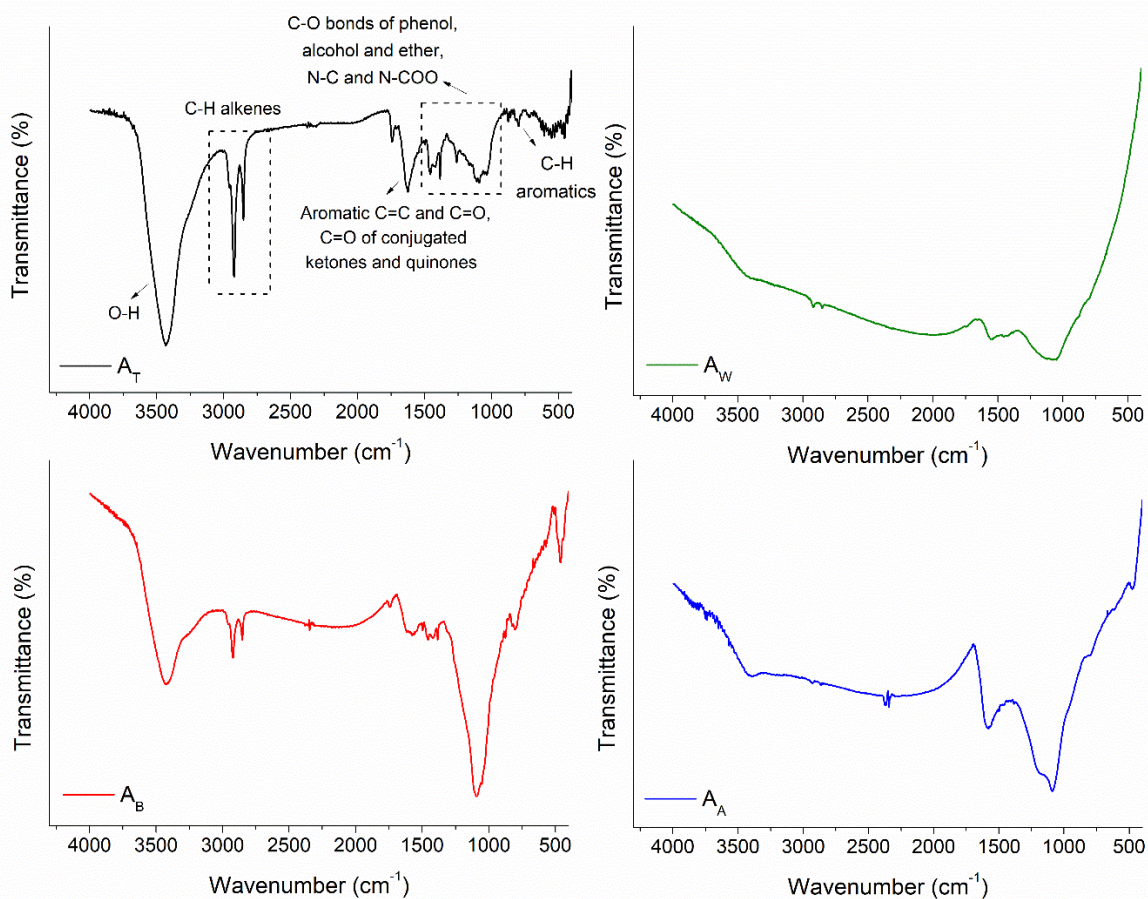 C-O bonds of phenol,
alcohol and ether,
N-C and N-COO
C-H alkenes
C-H
aromatics
Aromatic C=C and C=O,
C=O of conjugated
ketones and quinones
O-H
Transmittance (%)
A_T
4000 3500 3000 2500 2000 1500 1000 500
Wavenumber (cm⁻¹)
Transmittance (%)
A_W
4000 3500 3000 2500 2000 1500 1000 500
Wavenumber (cm⁻¹)
Transmittance (%)
A_B
4000 3500 3000 2500 2000 1500 1000 500
Wavenumber (cm⁻¹)
Transmittance (%)
A_A
4000 3500 3000 2500 2000 1500 1000 500
Wavenumber (cm⁻¹)